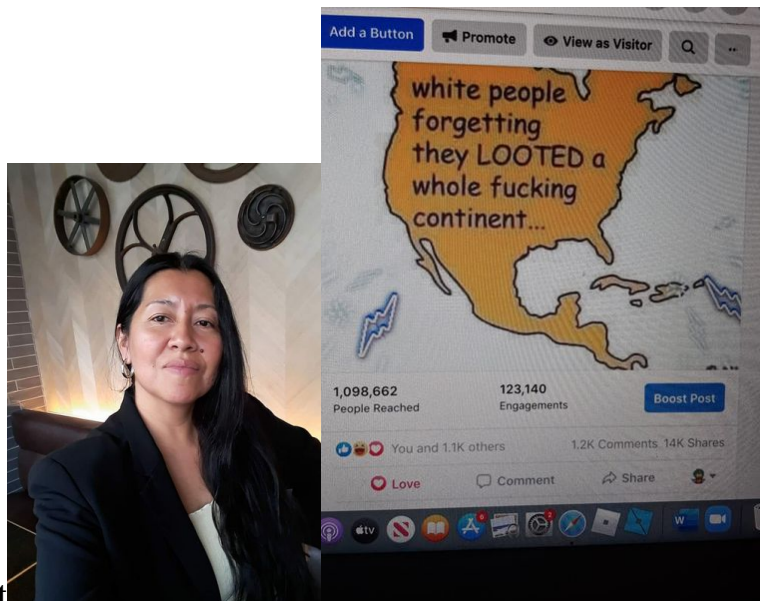 Add a Button
Promote
View as Visitor
white people
forgetting
they LOOTED a
whole fucking
continent...
1,098,662
People Reached
123,140
Engagements
Boost Post
You and 1.1K others
1.2K Comments 14K Shares
Love
Comment
Share
tv
W
t